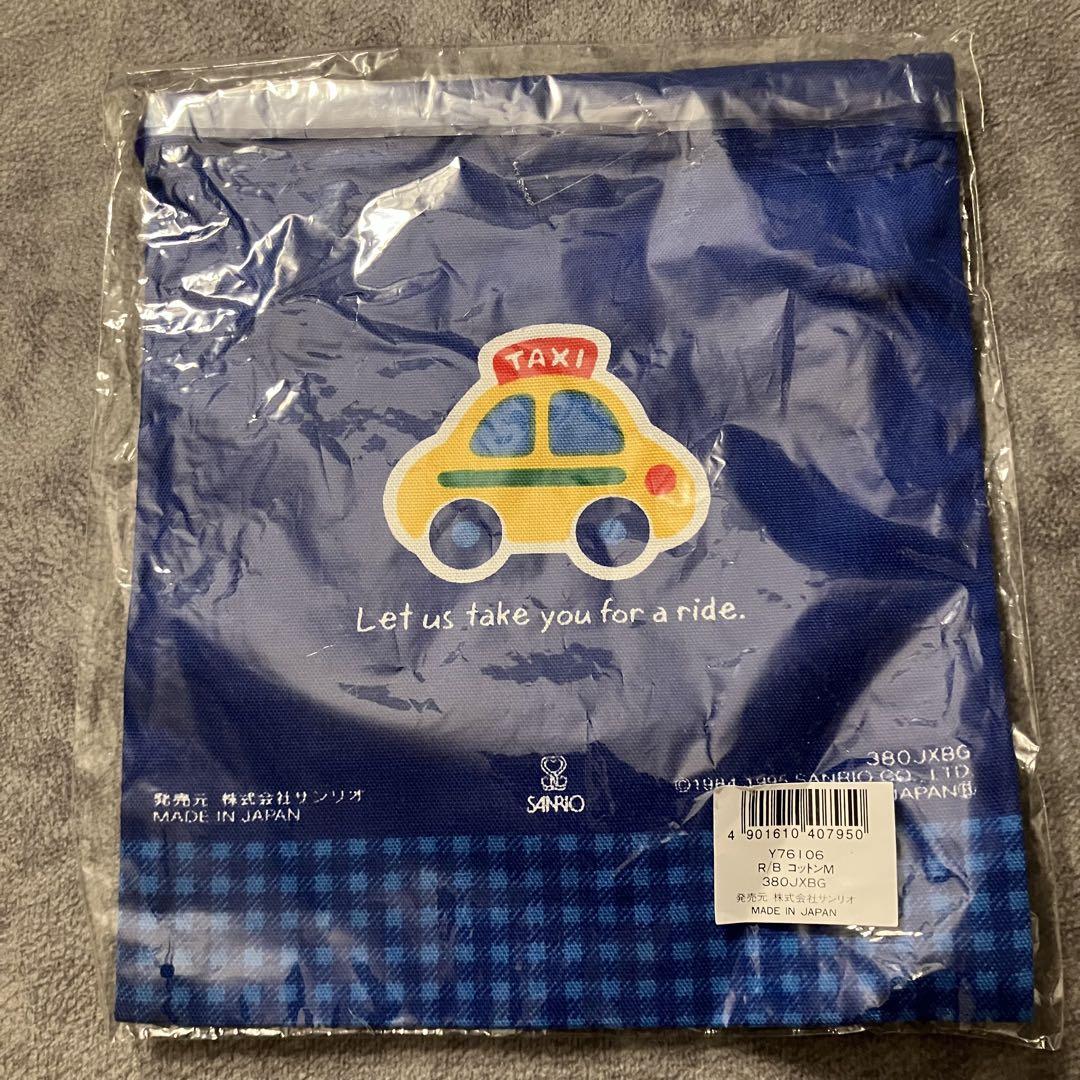 TAXI
Let us take you for a ride.
380JXBG
©1984, 1995 SANRIO CO., LTD.
JAPAN Ⓡ
SANRIO
発売元 株式会社サンリオ
MADE IN JAPAN
4 901610 407950
Y76106
R/B コットンM
380JXBG
発売元 株式会社サンリオ
MADE IN JAPAN